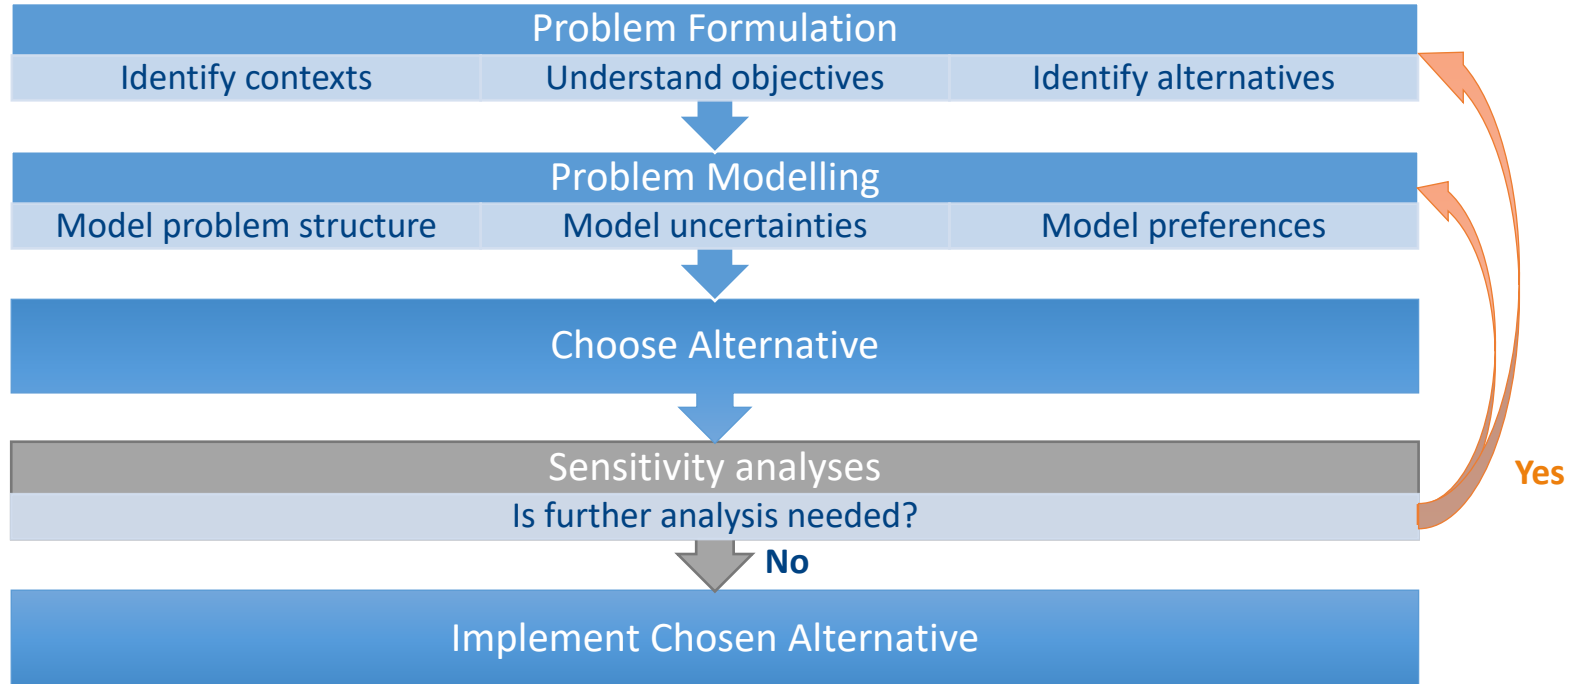 Problem Formulation
Identify contexts Understand objectives Identify alternatives
Problem Modelling
Model problem structure Model uncertainties Model preferences
Choose Alternative
Sensitivity analyses
Yes
Is further analysis needed?
No
Implement Chosen Alternative